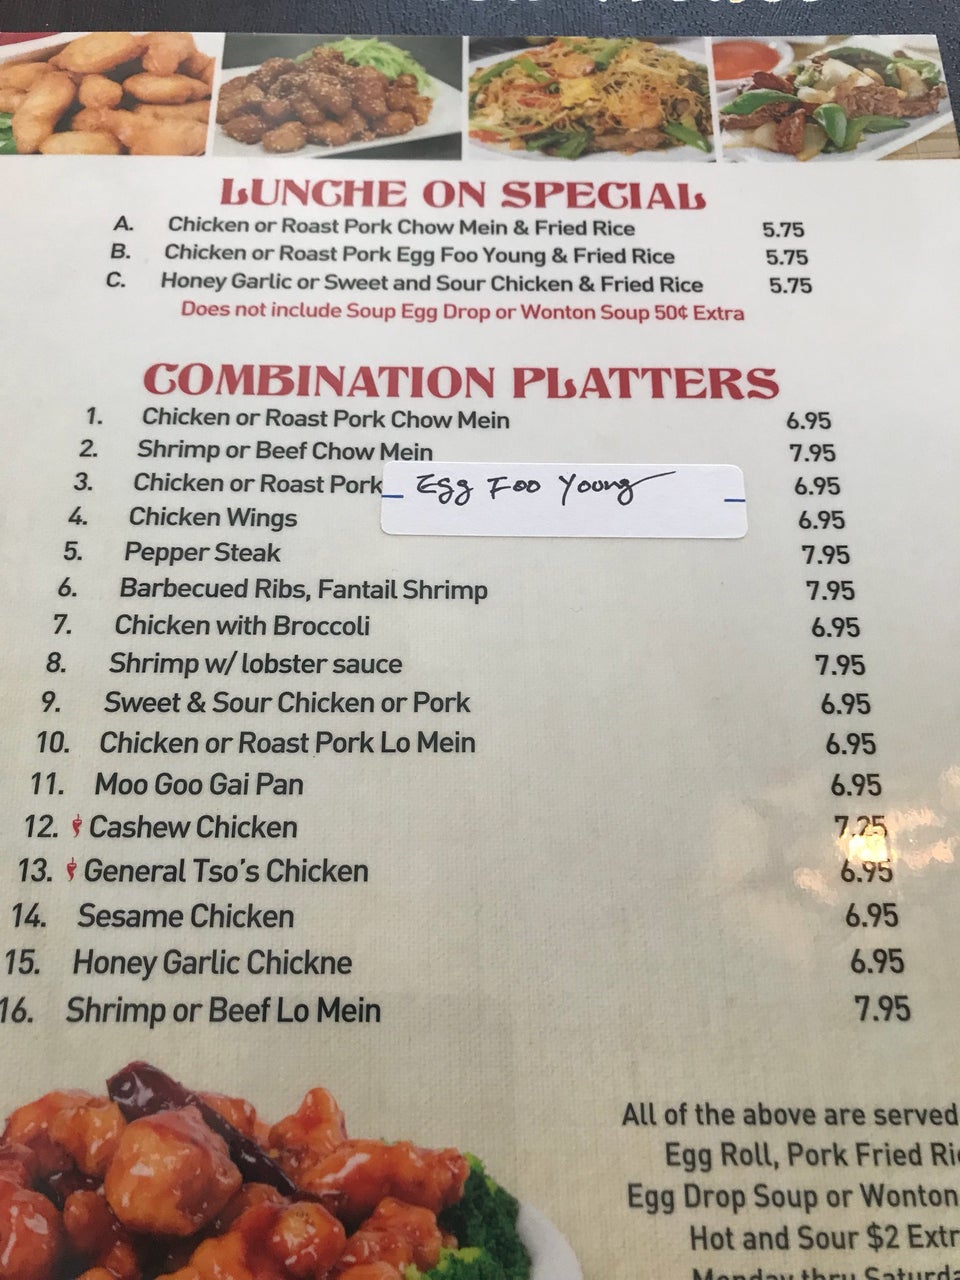 LUNCHE ON SPECIAL
A. Chicken or Roast Pork Chow Mein & Fried Rice 5.75
B. Chicken or Roast Pork Egg Foo Young & Fried Rice 5.75
C. Honey Garlic or Sweet and Sour Chicken & Fried Rice 5.75
Does not include Soup Egg Drop or Wonton Soup 50¢ Extra
COMBINATION PLATTERS
1. Chicken or Roast Pork Chow Mein 6.95
2. Shrimp or Beef Chow Mein 7.95
3. Chicken or Roast Pork Egg Foo Young 6.95
4. Chicken Wings 6.95
5. Pepper Steak 7.95
6. Barbecued Ribs, Fantail Shrimp 7.95
7. Chicken with Broccoli 6.95
8. Shrimp w/ lobster sauce 7.95
9. Sweet & Sour Chicken or Pork 6.95
10. Chicken or Roast Pork Lo Mein 6.95
11. Moo Goo Gai Pan 6.95
12. Cashew Chicken 7.25
13. General Tso's Chicken 6.95
14. Sesame Chicken 6.95
15. Honey Garlic Chickne 6.95
16. Shrimp or Beef Lo Mein 7.95
All of the above are served
Egg Roll, Pork Fried Ri
Egg Drop Soup or Wonton
Hot and Sour $2 Extr
Monday thru Saturda